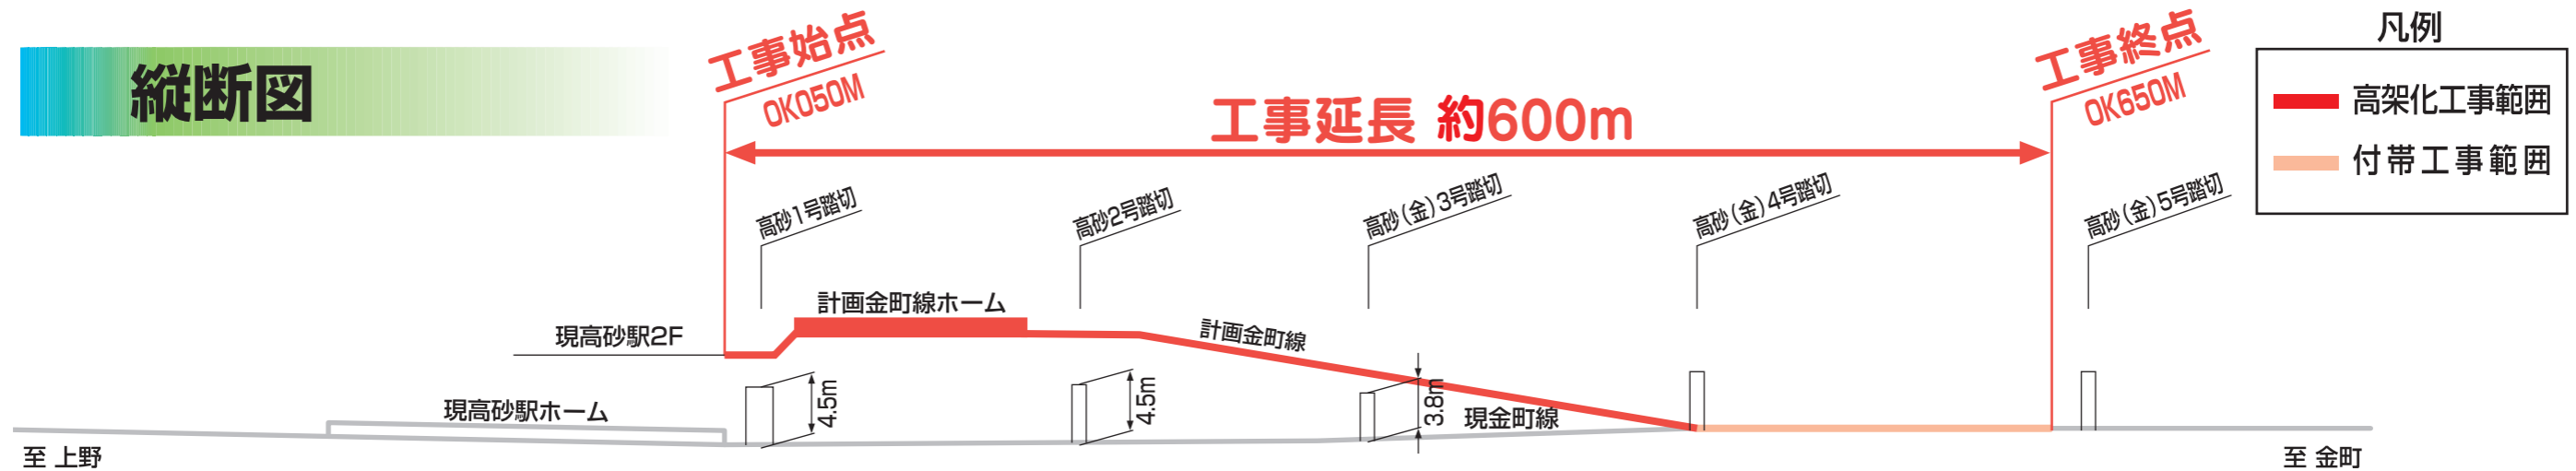 縦断図
工事始点
0K050M
工事延長 約600m
工事終点
0K650M
凡例
高架化工事範囲
付帯工事範囲
高砂1号踏切
高砂2号踏切
高砂(金)3号踏切
高砂(金)4号踏切
高砂(金)5号踏切
計画金町線ホーム
計画金町線
現高砂駅2F
現高砂駅ホーム
4.5m
4.5m
3.8m
現金町線
至 上野
至 金町